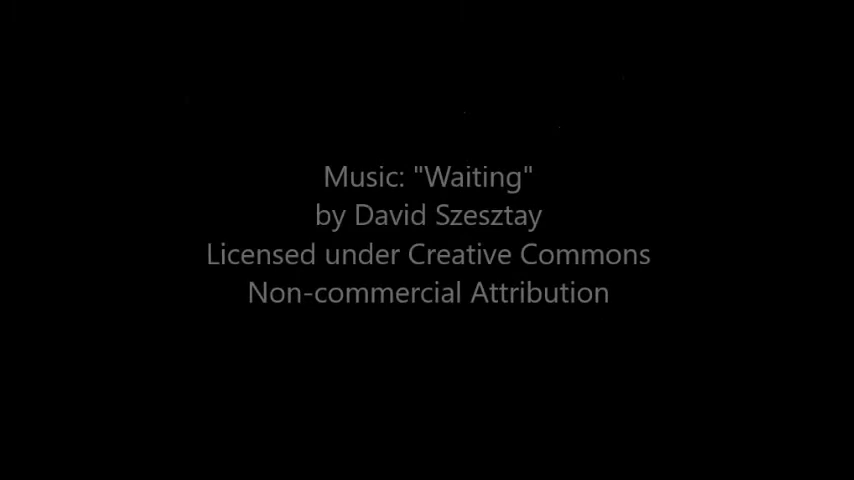 Music: "Waiting"
by David Szesztay
Licensed under Creative Commons
Non-commercial Attribution